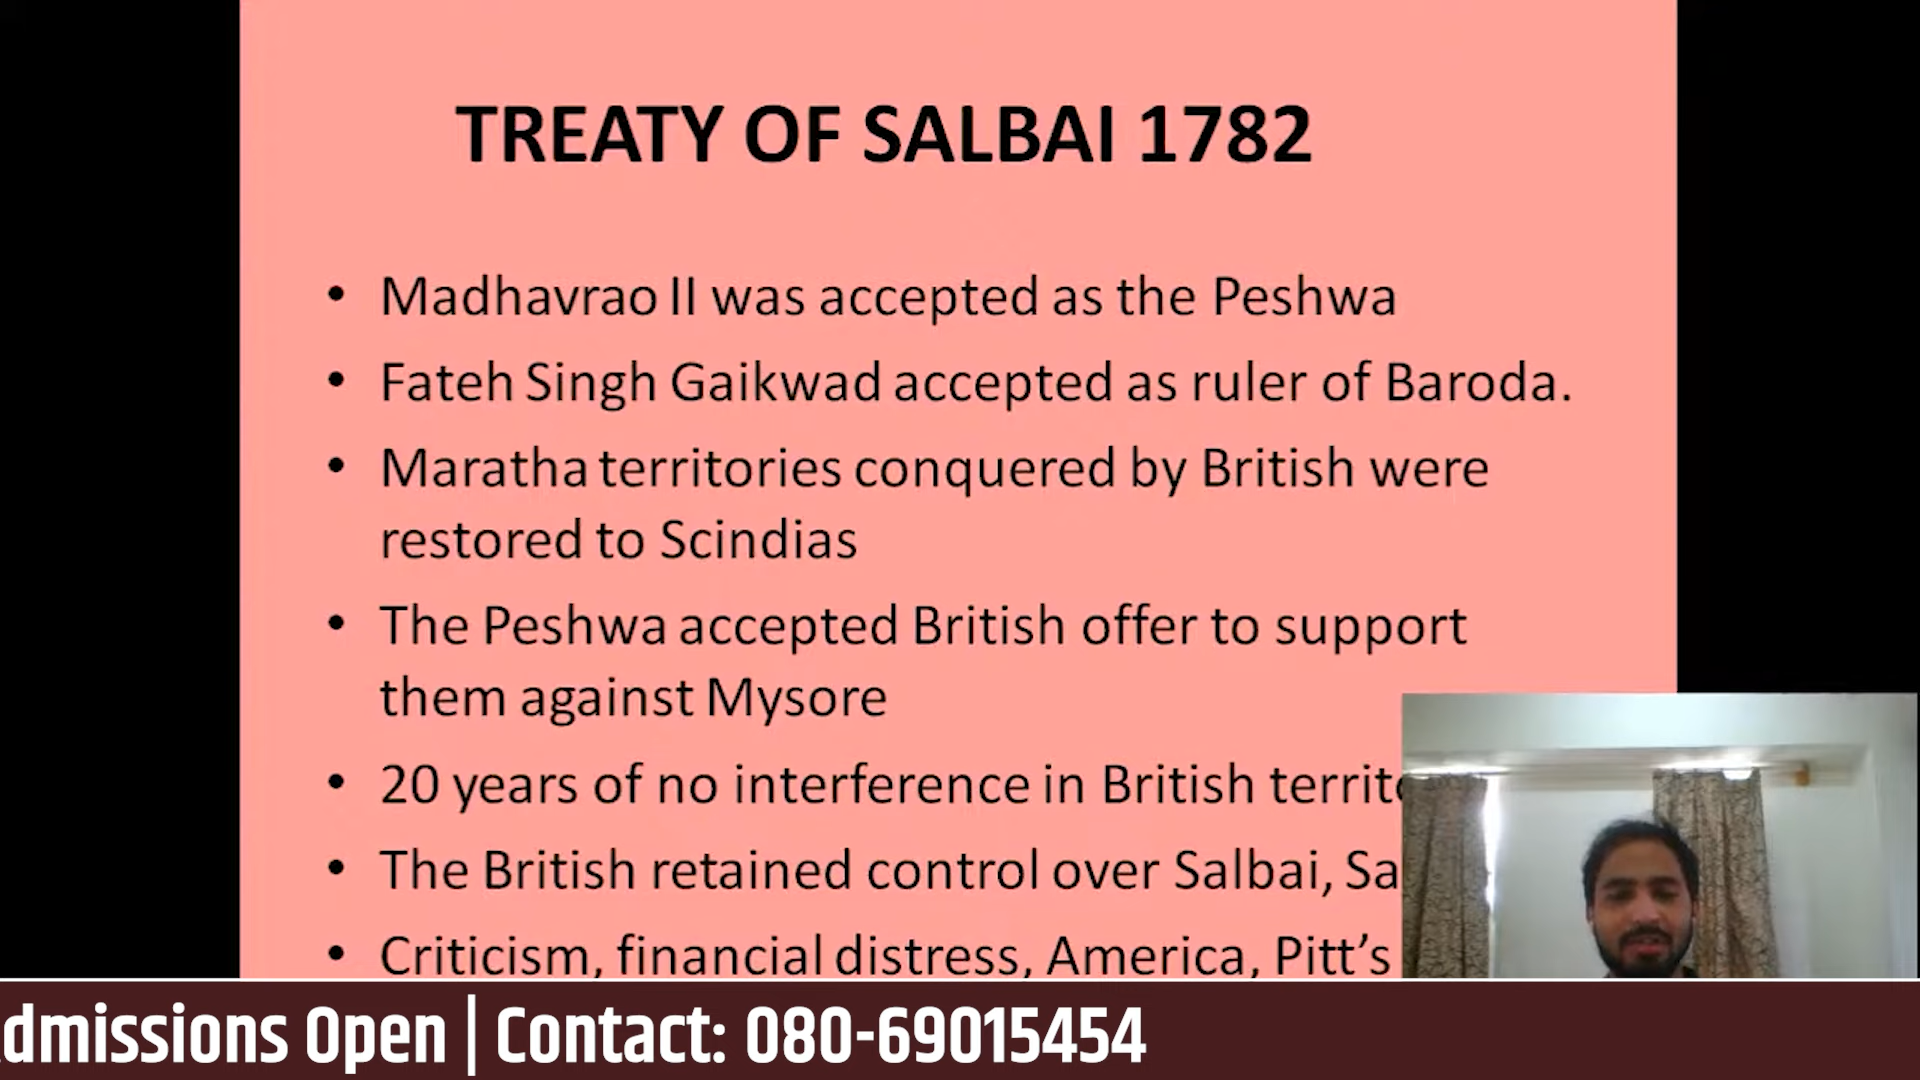 TREATY OF SALBAI 1782
• Madhavrao II was accepted as the Peshwa
• Fateh Singh Gaikwad accepted as ruler of Baroda.
• Maratha territories conquered by British were
restored to Scindias
• The Peshwa accepted British offer to support
them against Mysore
• 20 years of no interference in British
• The British retained control over Salbai,
• Criticism, financial distress, America, Pitt’s
Open | Contact: 080-69015454